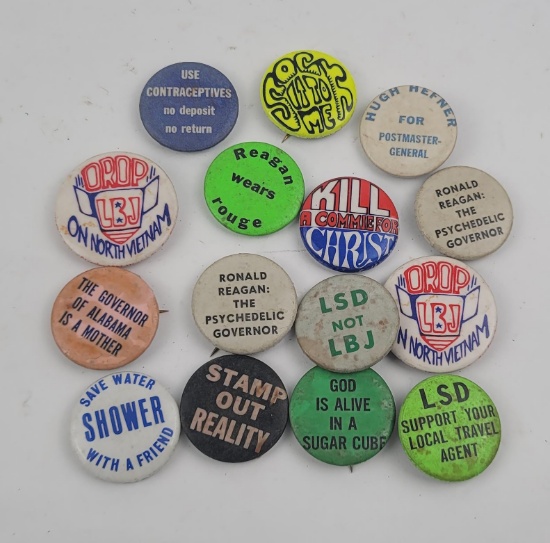 USE
CONTRACEPTIVES
no deposit
no return
SOCK
IT TO
ME
HUGH HEFNER
FOR
POSTMASTER-
GENERAL
DROP
LBJ
ON NORTH VIETNAM
Reagan
wears
rouge
KILL
A COMMIE FOR
CHRIST
RONALD
REAGAN:
THE
PSYCHEDELIC
GOVERNOR
THE GOVERNOR
OF ALABAMA
IS A MOTHER
RONALD
REAGAN:
THE
PSYCHEDELIC
GOVERNOR
LSD
NOT
LBJ
DROP
LBJ
ON NORTH VIETNAM
SAVE WATER
SHOWER
WITH A FRIEND
STAMP
OUT
REALITY
GOD
IS ALIVE
IN A
SUGAR CUBE
LSD
SUPPORT YOUR
LOCAL TRAVEL
AGENT